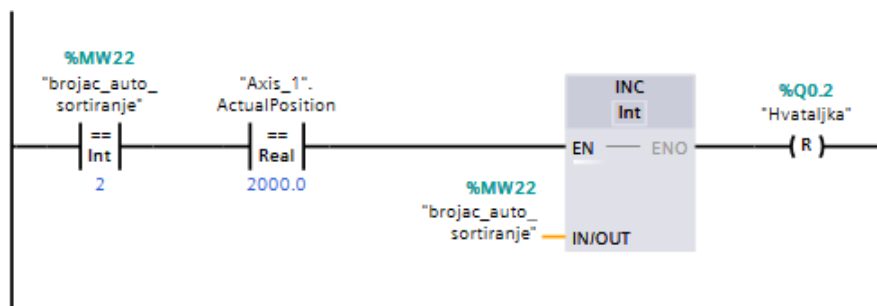 %MW22
"brojac_auto_
sortiranje"
==
Int
2
"Axis_1".
ActualPosition
==
Real
2000.0
INC
Int
EN
ENO
%MW22
"brojac_auto_
sortiranje"
IN/OUT
%Q0.2
"Hvataljka"
R